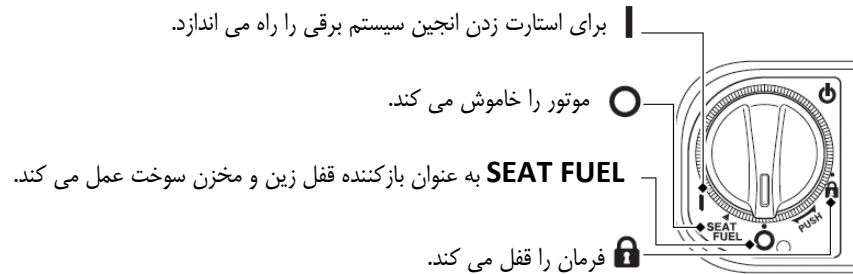 برای استارت زدن انجین سیستم برقی را راه می اندازد.
موتور را خاموش می کند.
SEAT FUEL به عنوان بازکننده قفل زین و مخزن سوخت عمل می کند.
فرمان را قفل می کند.
SEAT
FUEL
PUSH